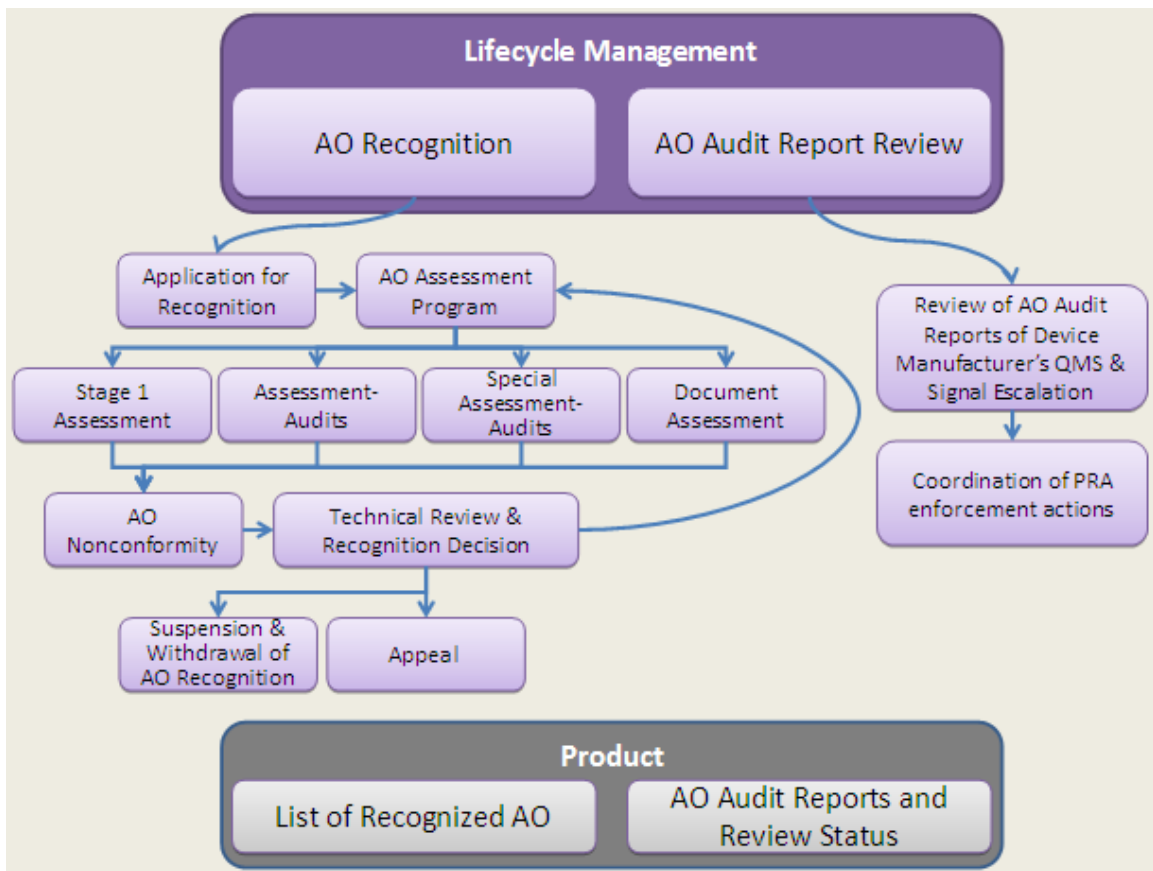 Lifecycle Management
AO Recognition
AO Audit Report Review
Application for
Recognition
AO Assessment
Program
Review of AO Audit
Reports of Device
Manufacturer's QMS &
Signal Escalation
Stage 1
Assessment
Assessment-
Audits
Special
Assessment-
Audits
Document
Assessment
Coordination of PRA
enforcement actions
AO
Nonconformity
Technical Review &
Recognition Decision
Suspension &
Withdrawal of
AO Recognition
Appeal
Product
List of Recognized AO
AO Audit Reports and
Review Status